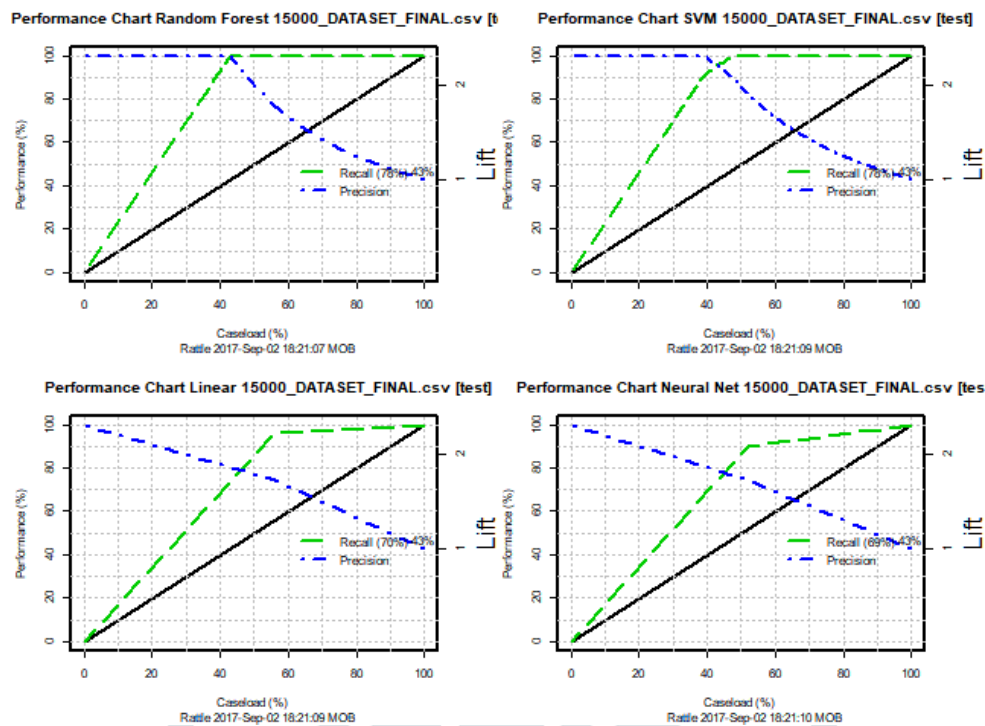 Performance Chart Random Forest 15000_DATASET_FINAL.csv [t
Performance (%)
100
80
60
40
20
0
0 20 40 60 80 100
2
1
Lift
Recall (78%) 43%
Precision
Caseload (%)
Rattle 2017-Sep-02 18:21:07 MOB
Performance Chart SVM 15000_DATASET_FINAL.csv [test]
Performance (%)
100
80
60
40
20
0
0 20 40 60 80 100
2
1
Lift
Recall (78%) 43%
Precision
Caseload (%)
Rattle 2017-Sep-02 18:21:09 MOB
Performance Chart Linear 15000_DATASET_FINAL.csv [test]
Performance (%)
100
80
60
40
20
0
0 20 40 60 80 100
2
1
Lift
Recall (70%) 43%
Precision
Caseload (%)
Rattle 2017-Sep-02 18:21:09 MOB
Performance Chart Neural Net 15000_DATASET_FINAL.csv [tes
Performance (%)
100
80
60
40
20
0
0 20 40 60 80 100
2
1
Lift
Recall (69%) 43%
Precision
Caseload (%)
Rattle 2017-Sep-02 18:21:10 MOB